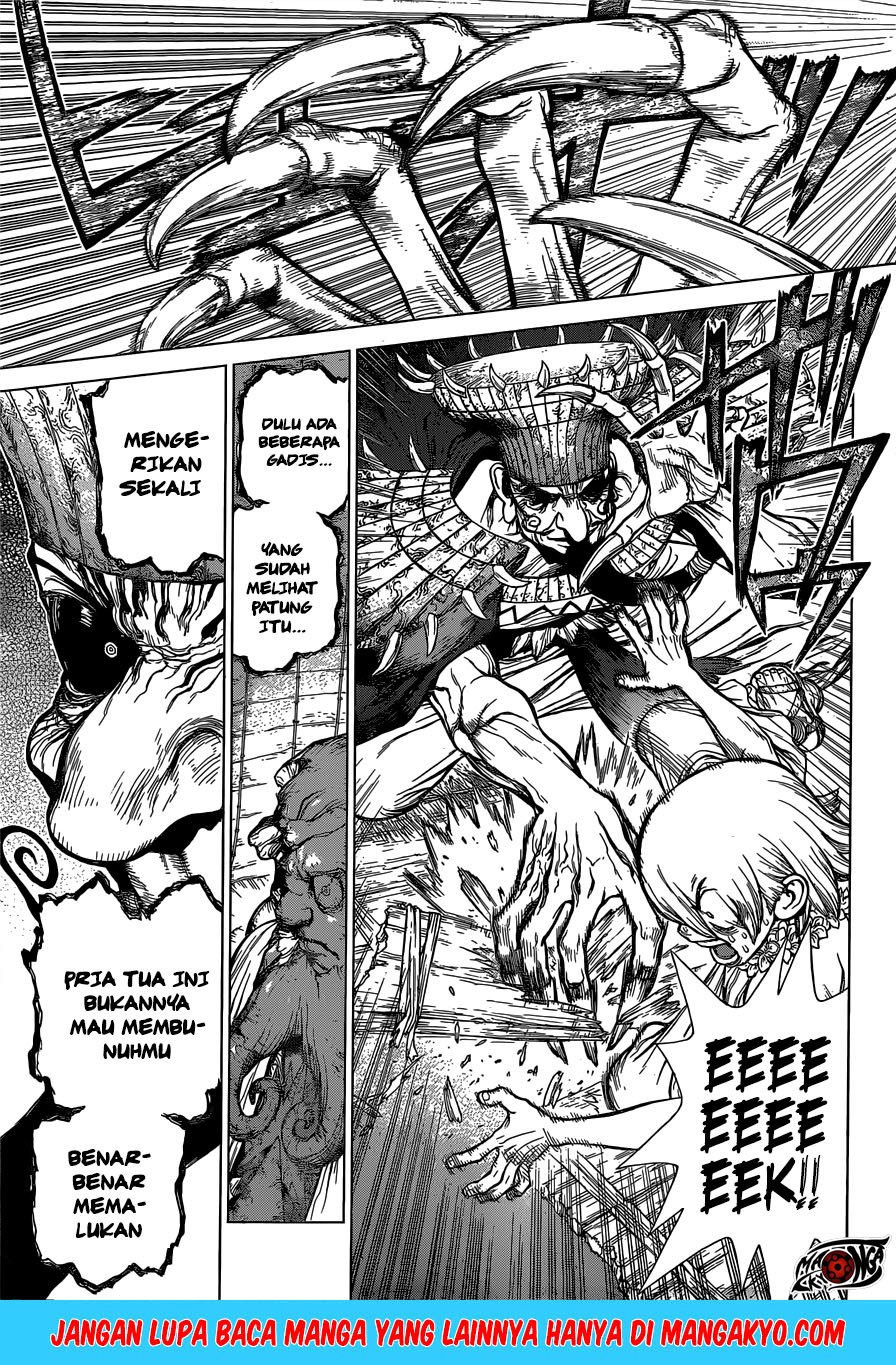 EEEE
EEEE
EEK!!
DULU ADA
BEBERAPA
GADIS...
YANG
SUDAH
MELIHAT
PATUNG
ITU...
MENGE-
RIKAN
SEKALI
PRIA TUA INI
BUKANNYA
MAU MEMBU-
NUHMU
BENAR-
BENAR
MEMA-
LUKAN
JANGAN LUPA BACA MANGA YANG LAINNYA HANYA DI MANGAKYO.COM